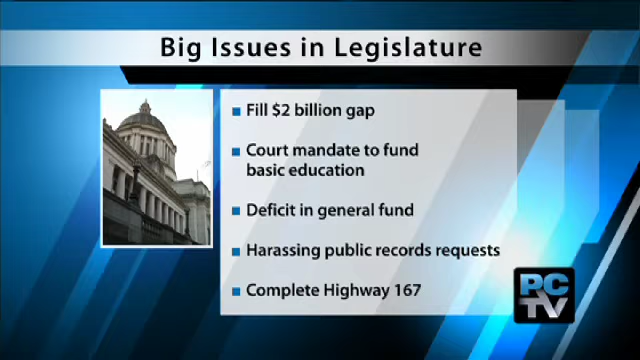 Big Issues in Legislature
Fill $2 billion gap
Court mandate to fund
basic education
Deficit in general fund
Harassing public records requests
Complete Highway 167
PC
TV